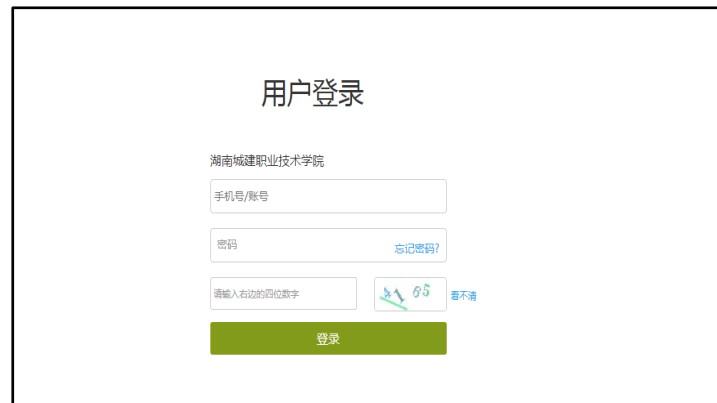 用户登录
湖南城建职业技术学院
手机号/账号
密码 忘记密码?
请输入右边的四位数字 4165 看不清
登录